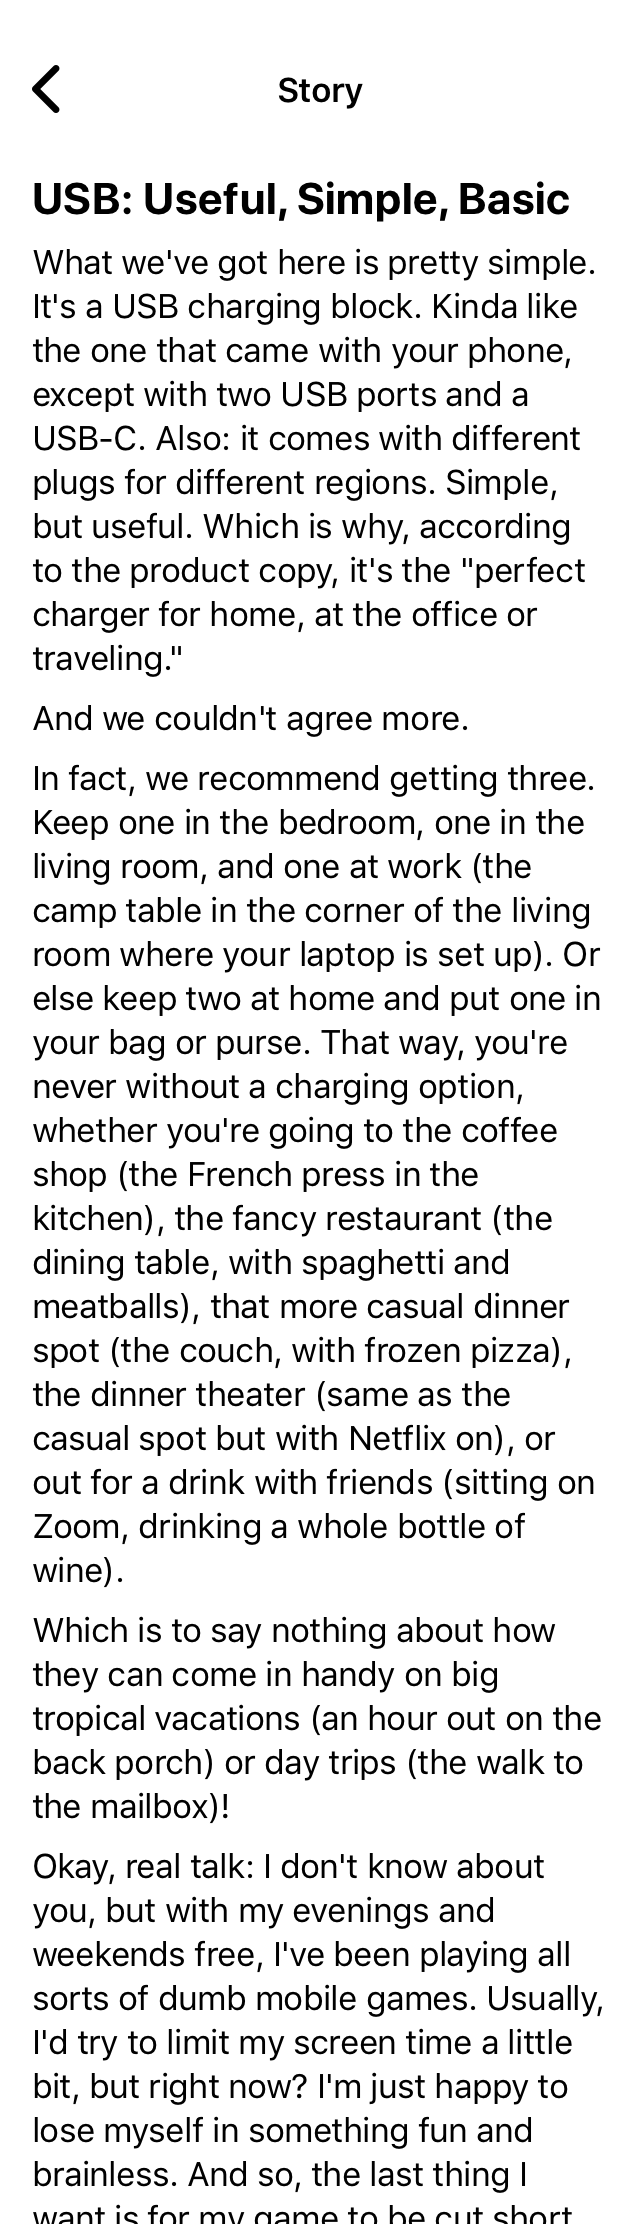 Story
USB: Useful, Simple, Basic
What we've got here is pretty simple.
It's a USB charging block. Kinda like
the one that came with your phone,
except with two USB ports and a
USB-C. Also: it comes with different
plugs for different regions. Simple,
but useful. Which is why, according
to the product copy, it's the "perfect
charger for home, at the office or
traveling."
And we couldn't agree more.
In fact, we recommend getting three.
Keep one in the bedroom, one in the
living room, and one at work (the
camp table in the corner of the living
room where your laptop is set up). Or
else keep two at home and put one in
your bag or purse. That way, you're
never without a charging option,
whether you're going to the coffee
shop (the French press in the
kitchen), the fancy restaurant (the
dining table, with spaghetti and
meatballs), that more casual dinner
spot (the couch, with frozen pizza),
the dinner theater (same as the
casual spot but with Netflix on), or
out for a drink with friends (sitting on
Zoom, drinking a whole bottle of
wine).
Which is to say nothing about how
they can come in handy on big
tropical vacations (an hour out on the
back porch) or day trips (the walk to
the mailbox)!
Okay, real talk: I don't know about
you, but with my evenings and
weekends free, I've been playing all
sorts of dumb mobile games. Usually,
I'd try to limit my screen time a little
bit, but right now? I'm just happy to
lose myself in something fun and
brainless. And so, the last thing I
want is for my game to be cut short